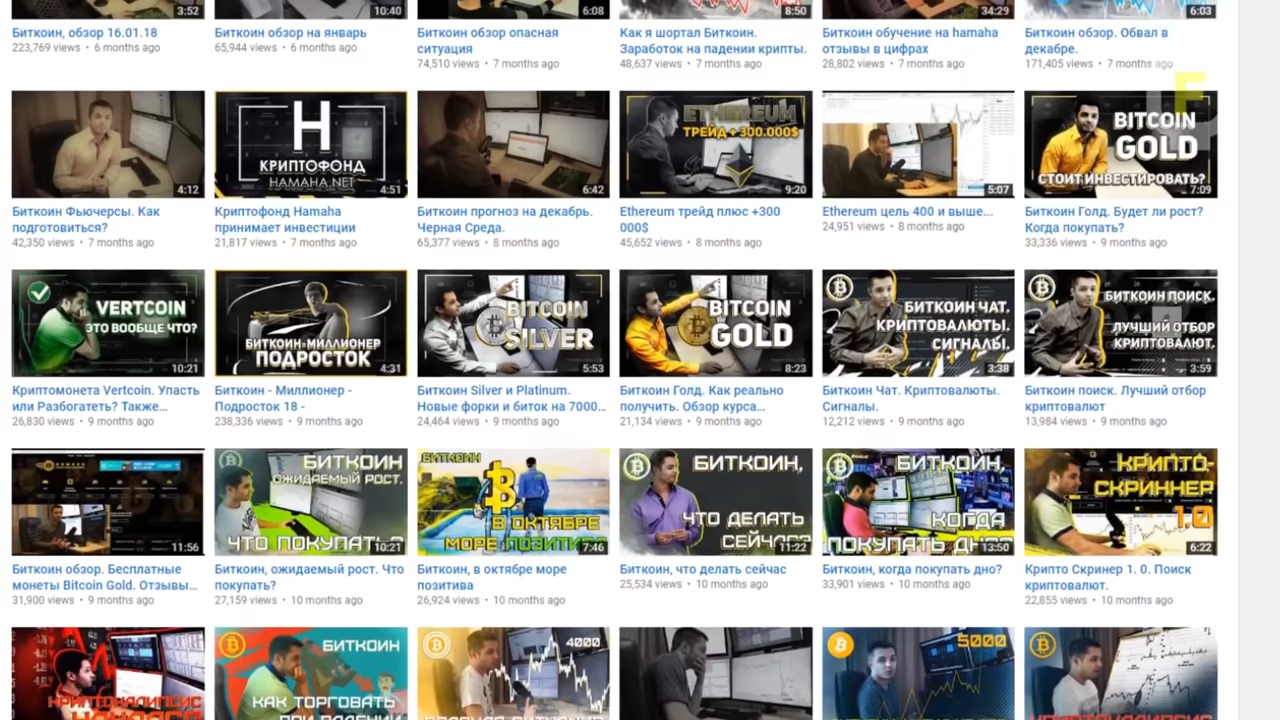 3:52
10:40
6:08
8:50
34:29
6:03
Биткоин, обзор 16.01.18
223,769 views • 6 months ago
Биткоин обзор на январь
65,944 views • 6 months ago
Биткоин обзор опасная
ситуация
74,510 views • 7 months ago
Как я шортал Биткоин.
Заработок на падении крипты.
48,637 views • 7 months ago
Биткоин обучение на hamaha
отзывы в цифрах
28,802 views • 7 months ago
Биткоин обзор. Обвал в
декабре.
171,405 views • 7 months ago
4:12
H
КРИПТОФОНД
HAMAHA.NET
4:51
6:42
ETHEREUM
ТРЕЙД + 300.000$
9:20
5:07
BITCOIN
GOLD
СТОИТ ИНВЕСТИРОВАТЬ?
7:09
Биткоин Фьючерсы. Как
подготовиться?
42,350 views • 7 months ago
Криптофонд Hamaha
принимает инвестиции
21,817 views • 7 months ago
Биткоин прогноз на декабрь.
Черная Среда.
65,377 views • 8 months ago
Ethereum трейд плюс +300
000$
45,652 views • 8 months ago
Ethereum цель 400 и выше...
24,951 views • 8 months ago
Биткоин Голд. Будет ли рост?
Когда покупать?
33,336 views • 9 months ago
VERTCOIN
ЭТО ВООБЩЕ ЧТО?
10:21
БИТКОИН-МИЛЛИОНЕР
ПОДРОСТОК
4:31
BITCOIN
SILVER
5:53
BITCOIN
GOLD
8:23
БИТКОИН ЧАТ.
КРИПТОВАЛЮТЫ.
СИГНАЛЫ.
3:38
БИТКОИН ПОИСК.
ЛУЧШИЙ ОТБОР
КРИПТОВАЛЮТ.
3:59
Криптомонета Vertcoin. Упасть
или Разбогатеть? Также...
26,830 views • 9 months ago
Биткоин - Миллионер -
Подросток 18 -
238,336 views • 9 months ago
Биткоин Silver и Platinum.
Новые форки и биток на 7000...
24,464 views • 9 months ago
Биткоин Голд. Как реально
получить. Обзор курса...
21,134 views • 9 months ago
Биткоин Чат. Криптовалюты.
Сигналы.
12,212 views • 9 months ago
Биткоин поиск. Лучший отбор
криптовалют
13,984 views • 9 months ago
11:56
БИТКОИН
ОЖИДАЕМЫЙ РОСТ.
ЧТО ПОКУПАТЬ?
10:21
БИТКОИН
В ОКТЯБРЕ
МОРЕ ПОЗИТИВА
7:46
БИТКОИН,
ЧТО ДЕЛАТЬ
СЕЙЧАС?
11:22
БИТКОИН,
КОГДА
ПОКУПАТЬ ДНО?
13:50
КРИПТО-
СКРИННЕР
1.0
6:22
Биткоин обзор. Бесплатные
монеты Bitcoin Gold. Отзывы...
31,900 views • 9 months ago
Биткоин, ожидаемый рост. Что
покупать?
27,159 views • 10 months ago
Биткоин, в октябре море
позитива
26,924 views • 10 months ago
Биткоин, что делать сейчас
25,534 views • 10 months ago
Биткоин, когда покупать дно?
33,901 views • 10 months ago
Крипто Скринер 1. 0. Поиск
криптовалют.
22,855 views • 10 months ago
КРИПТОКАЛИПСИС
БИТКОИН
КАК ТОРГОВАТЬ
ПРИ ПАДЕНИИ
4000
5000